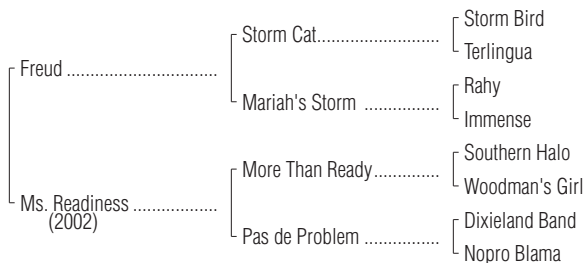 Storm Bird
Storm Cat
Terlingua
Freud
Rahy
Mariah's Storm
Immense
Southern Halo
More Than Ready
Woodman's Girl
Ms. Readiness
(2002)
Dixieland Band
Pas de Problem
Nopro Blama